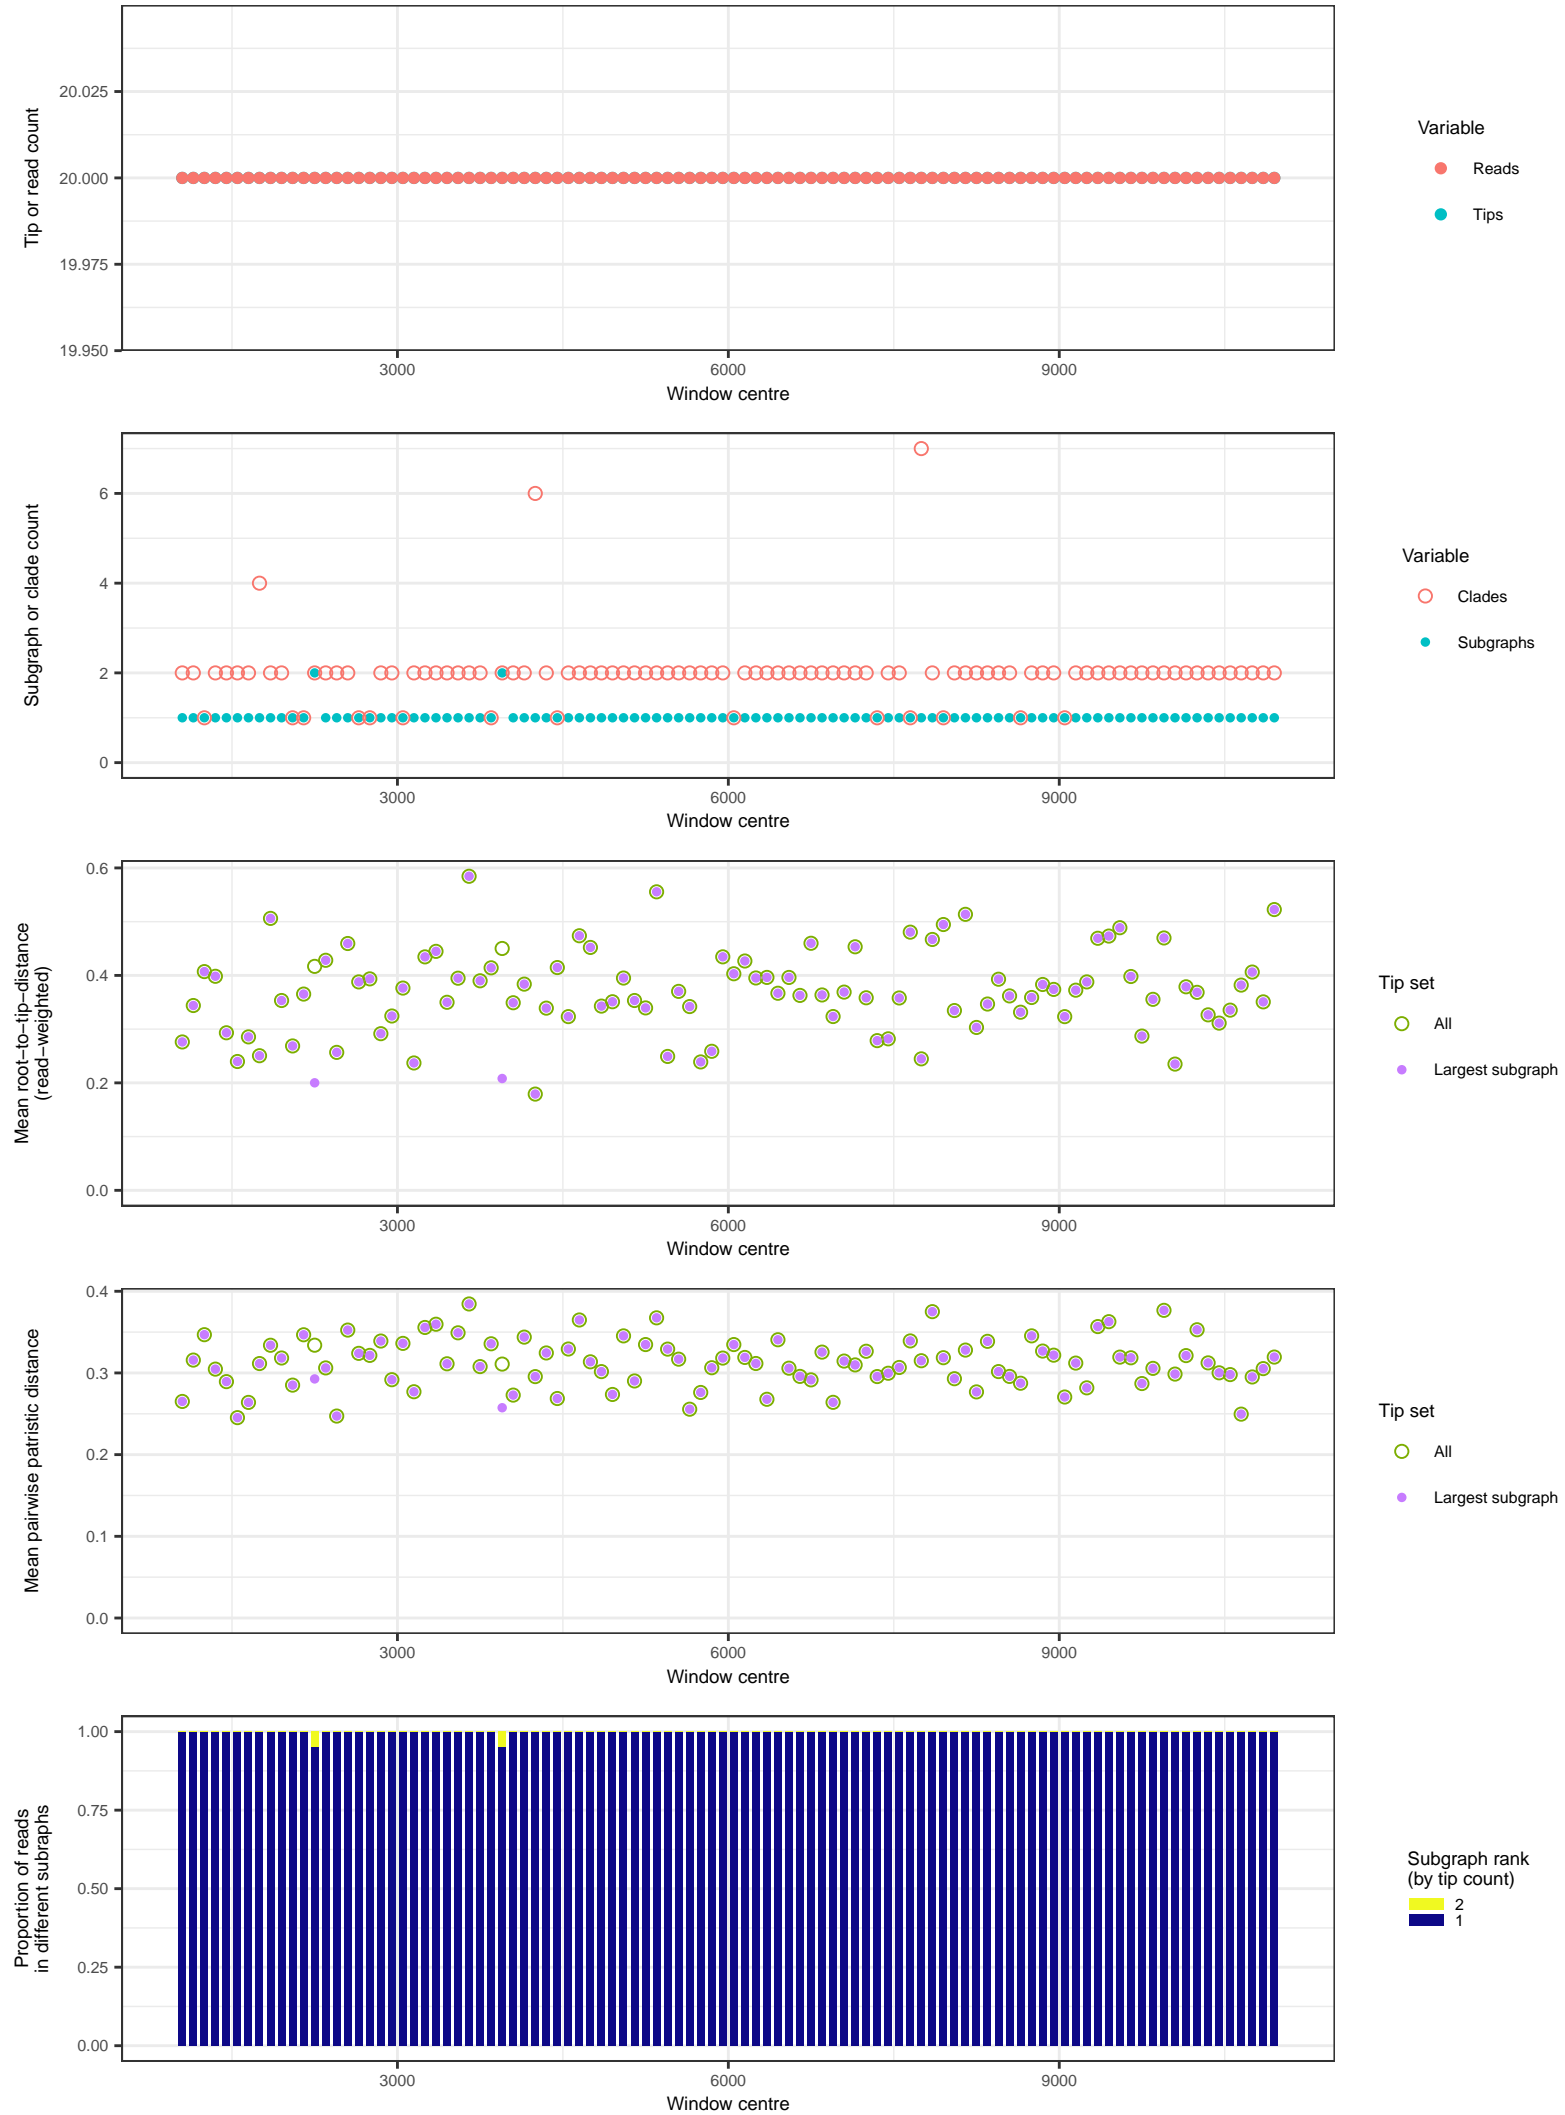 Tip or read count
20.025
20.000
19.975
19.950
3000
6000
9000
Window centre
Variable
Reads
Tips
Subgraph or clade count
6
4
2
0
3000
6000
9000
Window centre
Variable
Clades
Subgraphs
Mean root−to−tip−distance
(read−weighted)
0.6
0.4
0.2
0.0
3000
6000
9000
Window centre
Tip set
All
Largest subgraph
Mean pairwise patristic distance
0.4
0.3
0.2
0.1
0.0
3000
6000
9000
Window centre
Tip set
All
Largest subgraph
Proportion of reads
in different subraphs
1.00
0.75
0.50
0.25
0.00
3000
6000
9000
Window centre
Subgraph rank
(by tip count)
2
1